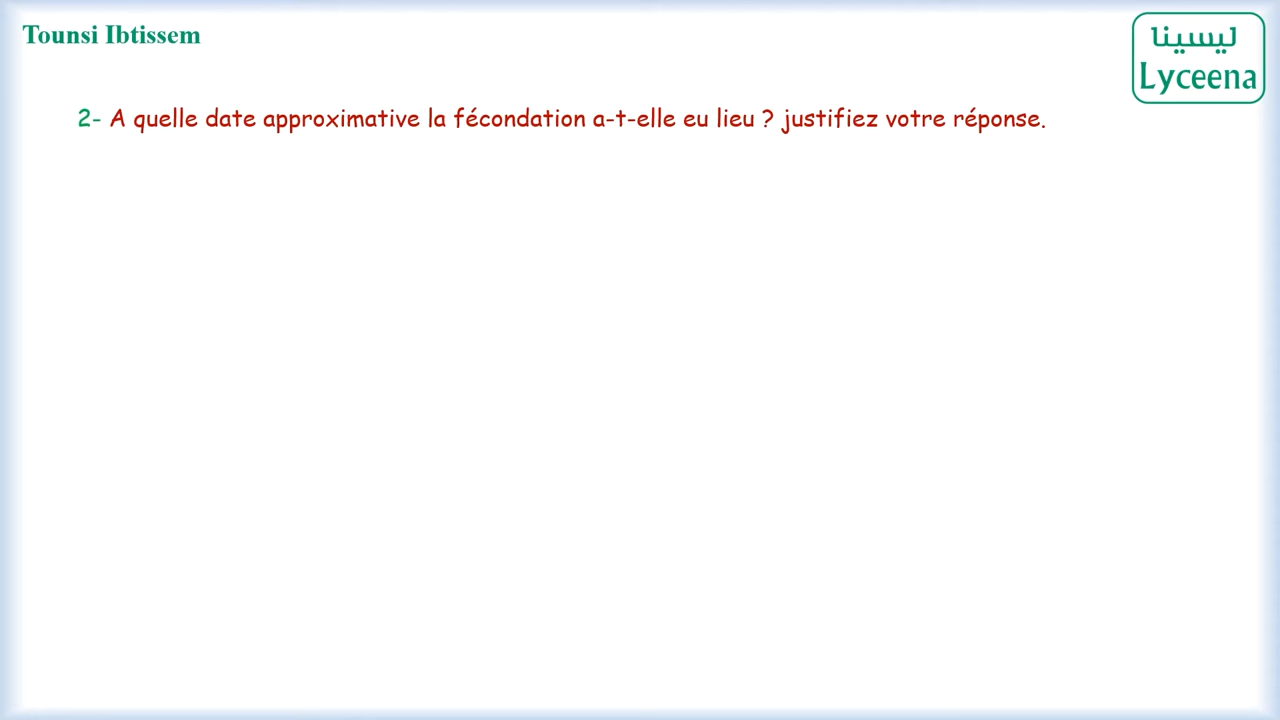 Tounsi Ibtissem
ليسينا
Lyceena
2- A quelle date approximative la fécondation a-t-elle eu lieu ? justifiez votre réponse.